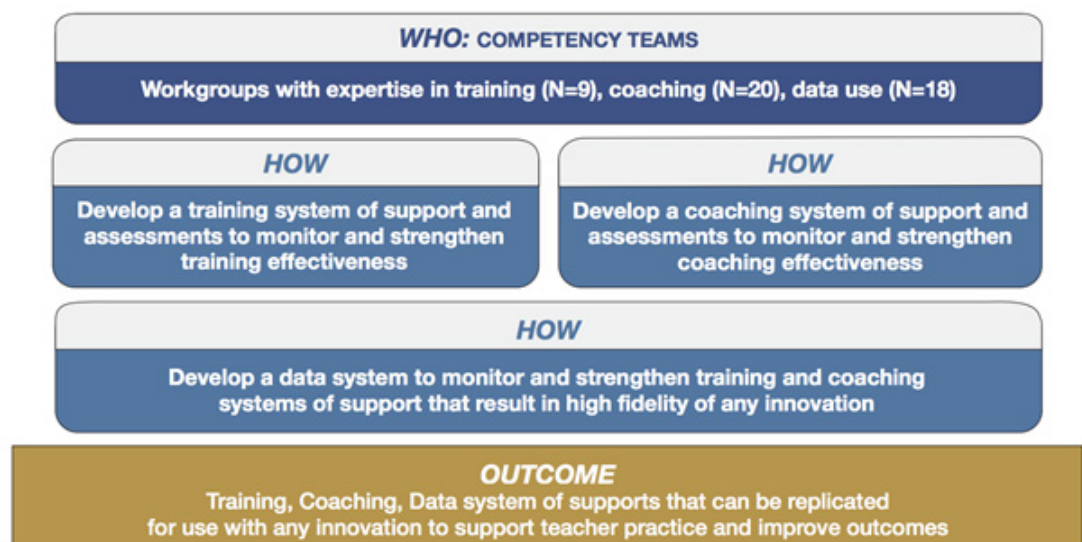 WHO: COMPETENCY TEAMS
Workgroups with expertise in training (N=9), coaching (N=20), data use (N=18)
HOW
Develop a training system of support and
assessments to monitor and strengthen
training effectiveness
HOW
Develop a coaching system of support and
assessments to monitor and strengthen
coaching effectiveness
HOW
Develop a data system to monitor and strengthen training and coaching
systems of support that result in high fidelity of any innovation
OUTCOME
Training, Coaching, Data system of supports that can be replicated
for use with any innovation to support teacher practice and improve outcomes